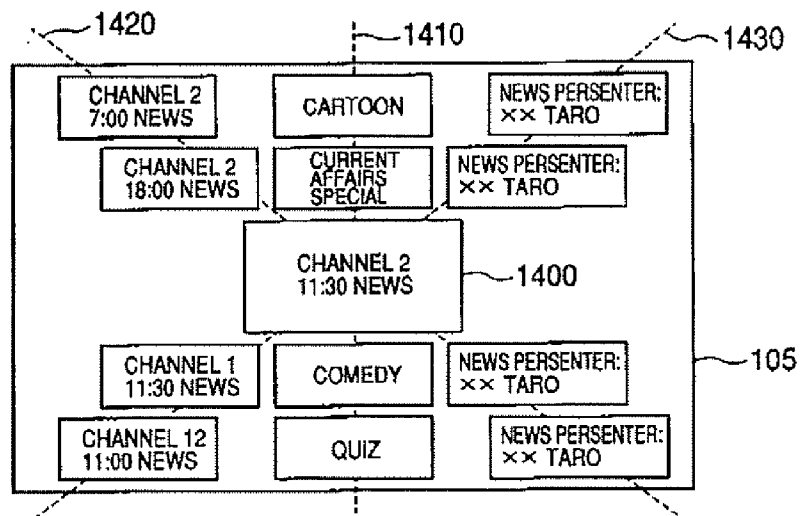 1420
1410
1430
CHANNEL 2
7:00 NEWS
CARTOON
NEWS PERSENTER:
×× TARO
CHANNEL 2
18:00 NEWS
CURRENT
AFFAIRS
SPECIAL
NEWS PERSENTER:
×× TARO
CHANNEL 2
11:30 NEWS
1400
CHANNEL 1
11:30 NEWS
COMEDY
NEWS PERSENTER:
×× TARO
105
CHANNEL 12
11:00 NEWS
QUIZ
NEWS PERSENTER:
×× TARO